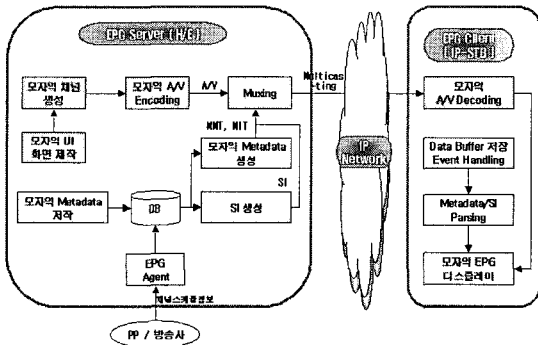 EPG Server ( H/E )
모자익 채널
생성
모자익 A/V
Encoding
A/V
Muxing
Multicas
-ting
모자익 UI
화면 제작
MMT, MIT
모자익 Metadata
생성
SI
모자익 Metadata
저작
DB
SI 생성
EPG
Agent
채널스케쥴정보
PP / 방송사
IP
Network
EPG Client
( IP-STB )
모자익
A/V Decoding
Data Buffer 저장
Event Handling
Metadata/SI
Parsing
모자익 EPG
디스플레이